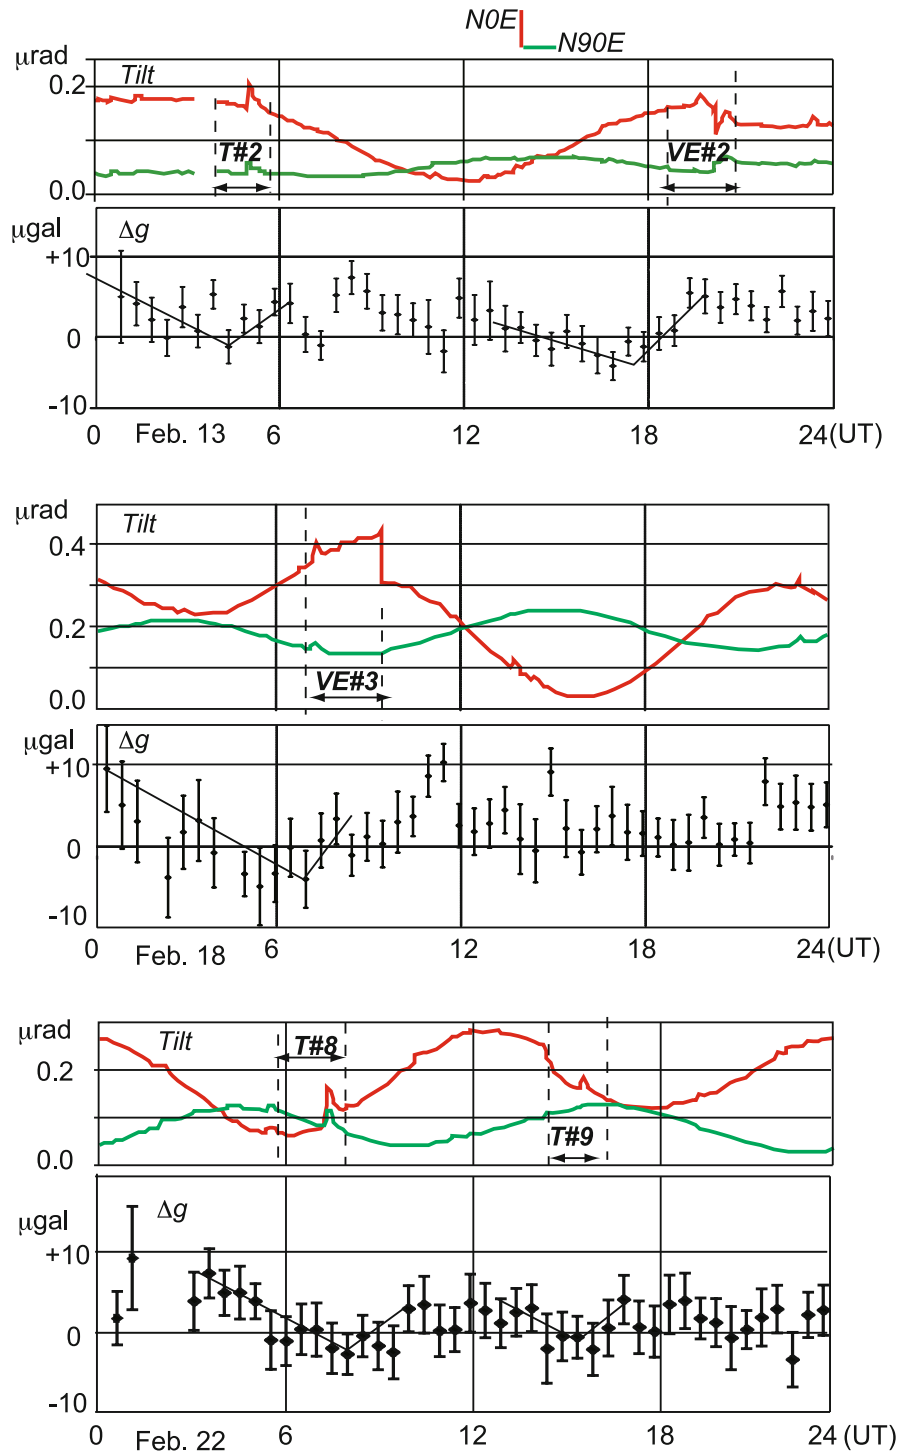 N0E
N90E
μrad
Tilt
0.2
T#2
VE#2
0.0
μgal
Δg
+10
0
-10
0 Feb. 13 6 12 18 24(UT)
μrad
Tilt
0.4
0.2
VE#3
0.0
μgal
Δg
+10
0
-10
0 Feb. 18 6 12 18 24(UT)
μrad
Tilt
T#8
0.2
T#9
0.0
Δg
μgal
+10
0
-10
0 Feb. 22 6 12 18 24 (UT)